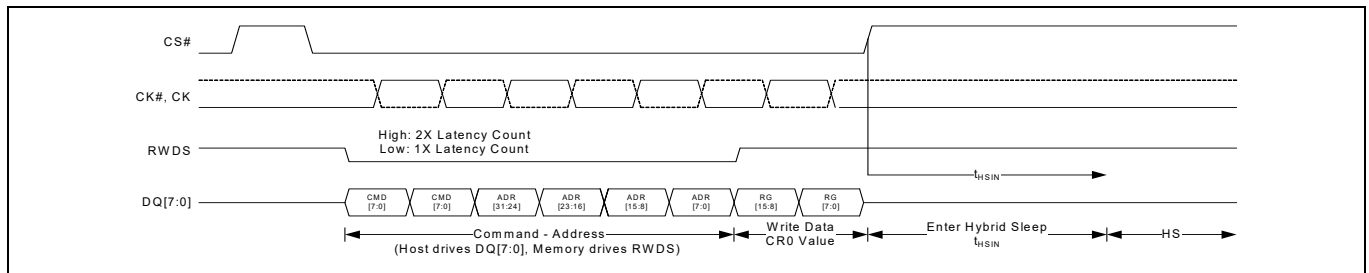 CS#
CK#, CK
High: 2X Latency Count
Low: 1X Latency Count
RWDS
tHSIN
DQ[7:0]
CMD [7:0]
CMD [7:0]
ADR [31:24]
ADR [23:16]
ADR [15:8]
ADR [7:0]
RG [15:8]
RG [7:0]
Command - Address
(Host drives DQ[7:0], Memory drives RWDS)
Write Data
CR0 Value
Enter Hybrid Sleep
tHSIN
HS